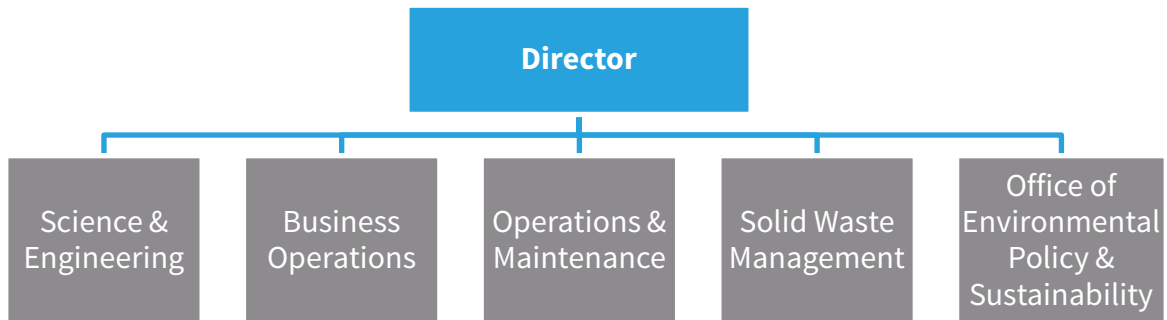 Director
Science &
Engineering
Business
Operations
Operations &
Maintenance
Solid Waste
Management
Office of
Environmental
Policy &
Sustainability